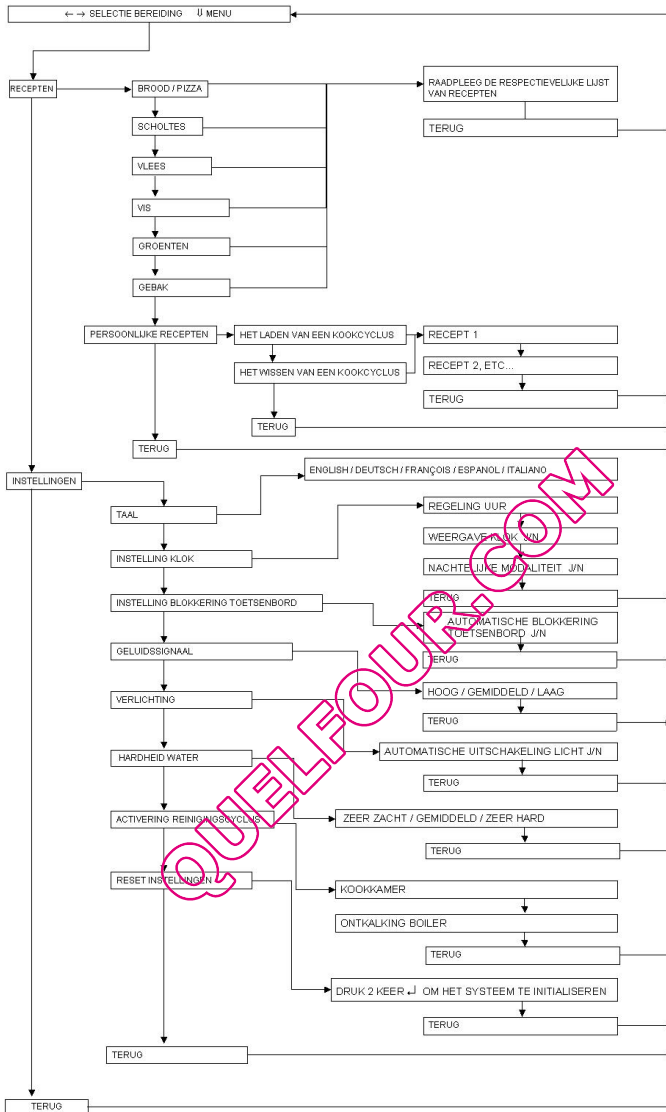 ← → SELECTIE BEREIDING ⇓ MENU
RECEPTEN
BROOD / PIZZA
RAADPLEEG DE RESPECTIEVELIJKE LIJST
VAN RECEPTEN
SCHOLTES
TERUG
VLEES
VIS
GROENTEN
GEBAK
PERSOONLIJKE RECEPTEN
HET LADEN VAN EEN KOOKCYCLUS
RECEPT 1
HET WISSEN VAN EEN KOOKCYCLUS
RECEPT 2, ETC...
TERUG
TERUG
TERUG
ENGLISH / DEUTSCH / FRANÇOIS / ESPANOL / ITALIANO
INSTELLINGEN
TAAL
REGELING UUR
WEERGAVE KLOK J/N
INSTELLING KLOK
NACHTELIJKE MODALITEIT J/N
TERUG
INSTELLING BLOKKERING TOETSENBORD
AUTOMATISCHE BLOKKERING
TOETSENBORD J/N
TERUG
GELUIDSSIGNAAL
HOOG / GEMIDDELD / LAAG
VERLICHTING
TERUG
HARDHEID WATER
AUTOMATISCHE UITSCHAKELING LICHT J/N
TERUG
ACTIVERING REINIGINGSCYCLUS
ZEER ZACHT / GEMIDDELD / ZEER HARD
TERUG
RESET INSTELLINGEN
KOOKKAMER
ONTKALKING BOILER
TERUG
DRUK 2 KEER ↵ OM HET SYSTEEM TE INITIALISEREN
TERUG
TERUG
TERUG
QUELFOUR.COM